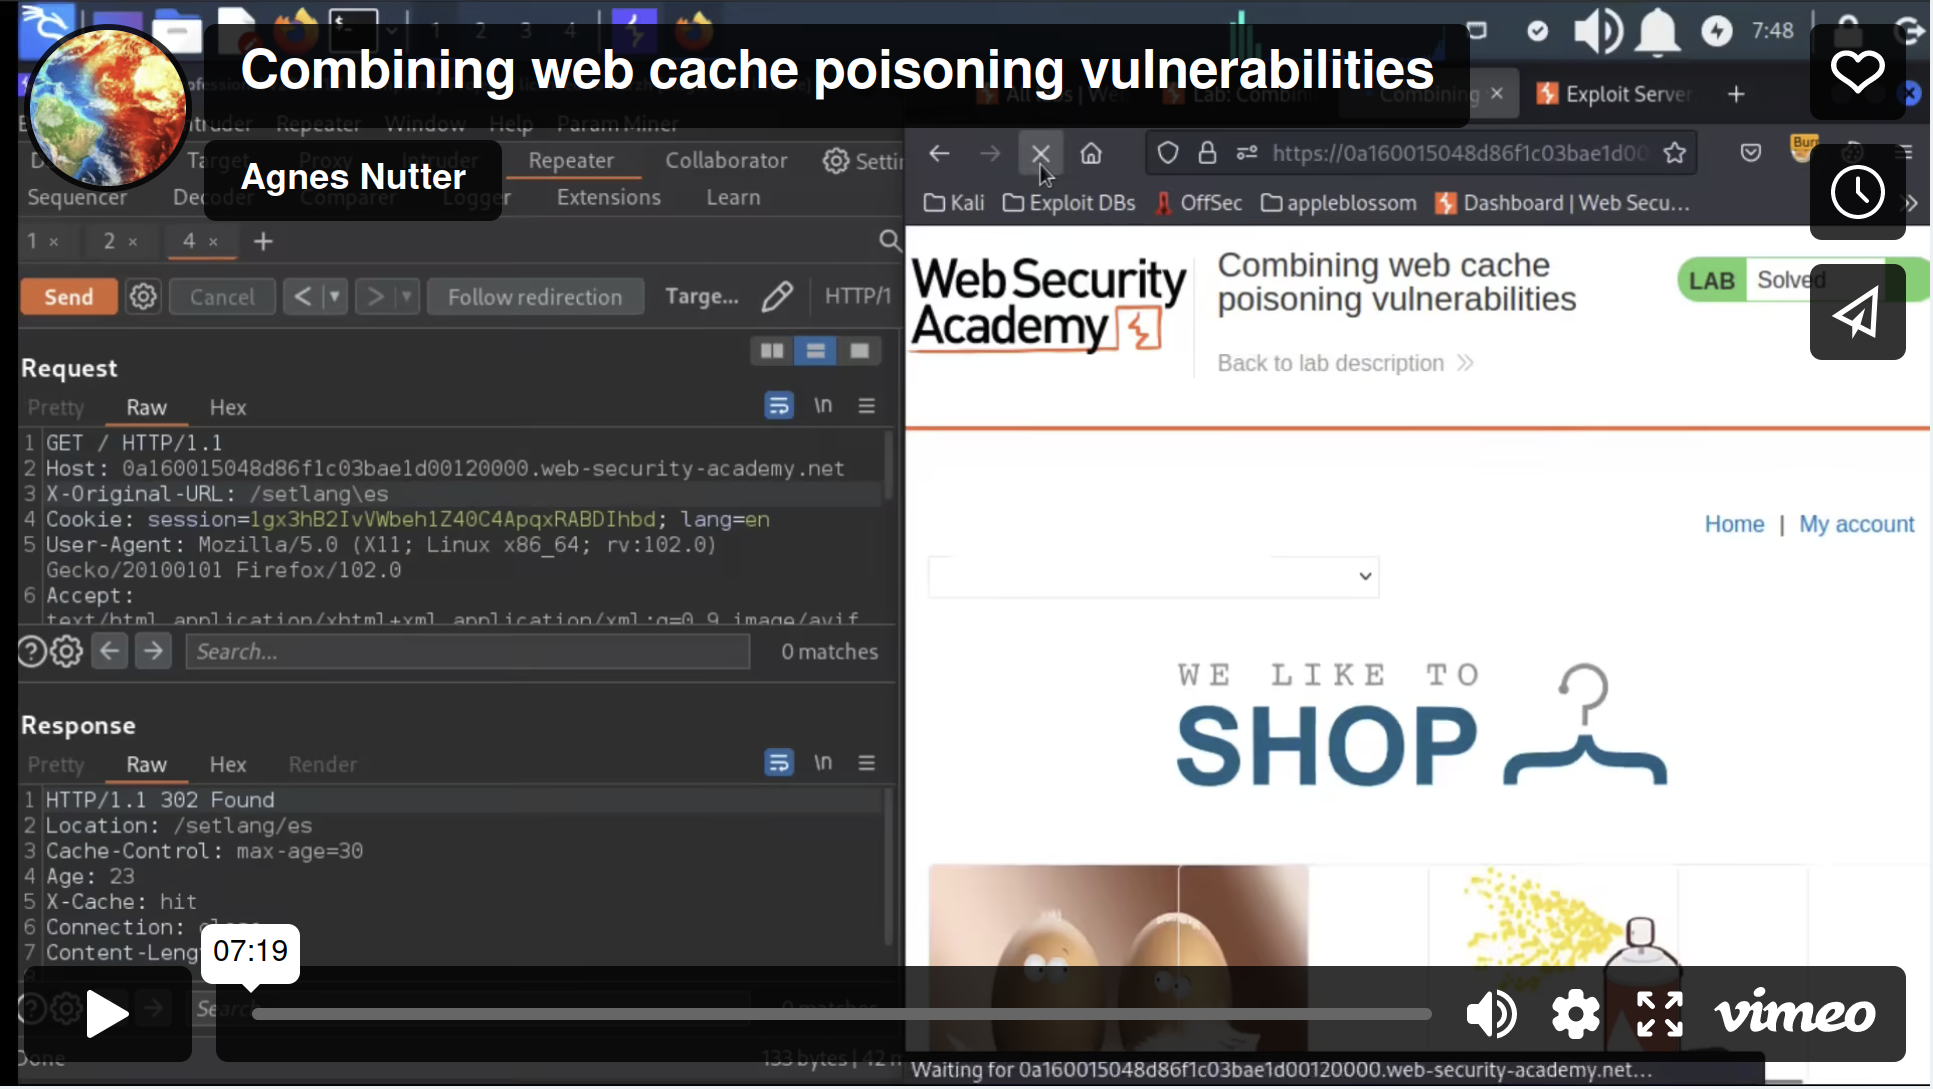 1 2 3 4 7:48
Combining web cache poisoning vulnerabilities
Agnes Nutter
Exploit Server
Intruder Repeater Window Help Param Miner
Target Proxy Intruder Repeater Collaborator
Sequencer Decoder Comparer Logger Extensions Learn
1 × 2 × 4 × +
Send Cancel < > Follow redirection Targe... HTTP/1
Request
Pretty Raw Hex \n
1 GET / HTTP/1.1
2 Host: 0a160015048d86f1c03bae1d00120000.web-security-academy.net
3 X-Original-URL: /setlang\es
4 Cookie: session=1gx3hB2IvVWbeh1Z40C4ApqxRABDIhbd; lang=en
5 User-Agent: Mozilla/5.0 (X11; Linux x86_64; rv:102.0)
Gecko/20100101 Firefox/102.0
6 Accept:
text/html,application/xhtml+xml,application/xml;q=0.9,image/avif
Search... 0 matches
Response
Pretty Raw Hex Render \n
1 HTTP/1.1 302 Found
2 Location: /setlang/es
3 Cache-Control: max-age=30
4 Age: 23
5 X-Cache: hit
6 Connection: close
7 Content-Leng
07:19
Search 0 matches
Done
133 bytes | 42 m
https://0a160015048d86f1c03bae1d00
Kali Exploit DBs OffSec appleblossom Dashboard | Web Secu...
Web Security
Academy
Combining web cache
poisoning vulnerabilities
LAB Solved
Back to lab description >>
Home | My account
WE LIKE TO
SHOP
vimeo
Waiting for 0a160015048d86f1c03bae1d00120000.web-security-academy.net...